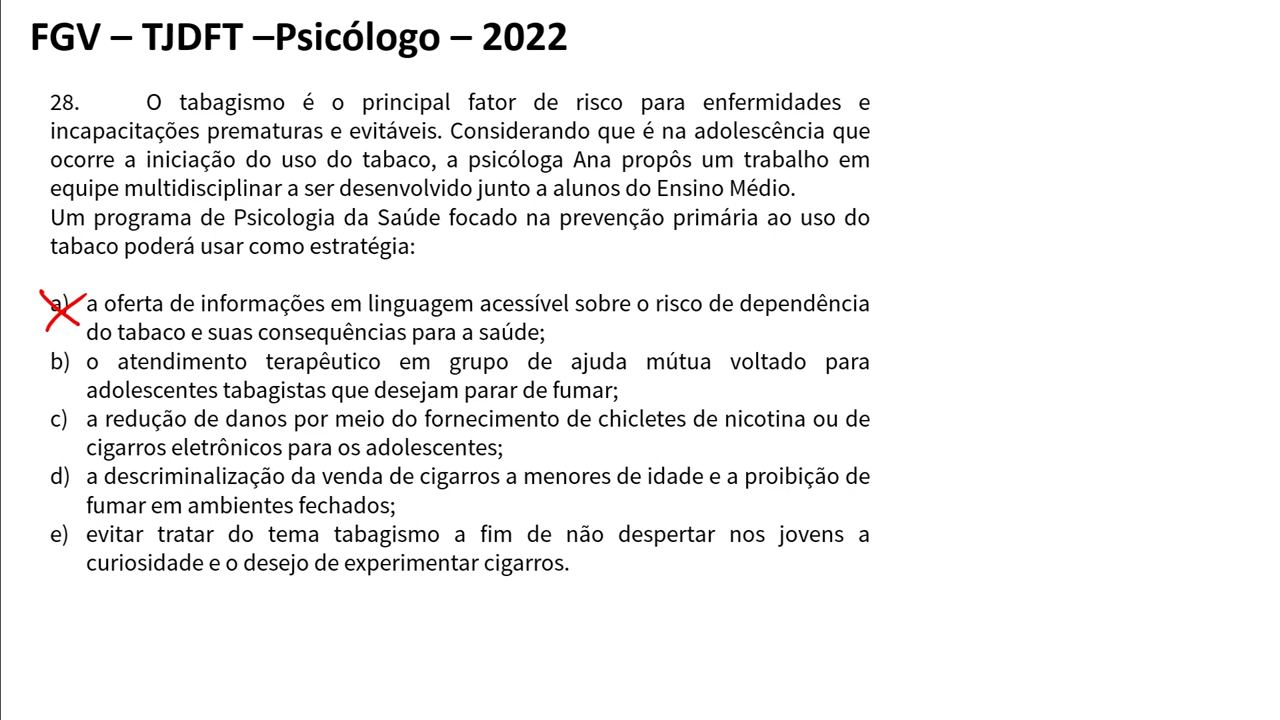 FGV – TJDFT –Psicólogo – 2022
28. O tabagismo é o principal fator de risco para enfermidades e
incapacitações prematuras e evitáveis. Considerando que é na adolescência que
ocorre a iniciação do uso do tabaco, a psicóloga Ana propôs um trabalho em
equipe multidisciplinar a ser desenvolvido junto a alunos do Ensino Médio.
Um programa de Psicologia da Saúde focado na prevenção primária ao uso do
tabaco poderá usar como estratégia:
a) a oferta de informações em linguagem acessível sobre o risco de dependência
do tabaco e suas consequências para a saúde;
b) o atendimento terapêutico em grupo de ajuda mútua voltado para
adolescentes tabagistas que desejam parar de fumar;
c) a redução de danos por meio do fornecimento de chicletes de nicotina ou de
cigarros eletrônicos para os adolescentes;
d) a descriminalização da venda de cigarros a menores de idade e a proibição de
fumar em ambientes fechados;
e) evitar tratar do tema tabagismo a fim de não despertar nos jovens a
curiosidade e o desejo de experimentar cigarros.